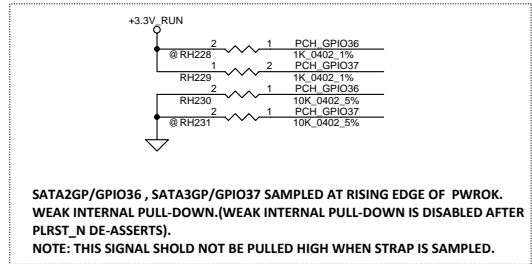 +3.3V_RUN
2 1 PCH_GPIO36
@ RH228 1K_0402_1%
1 2 PCH_GPIO37
RH229 1K_0402_1%
2 1 PCH_GPIO36
RH230 10K_0402_5%
2 1 PCH_GPIO37
@ RH231 10K_0402_5%
SATA2GP/GPIO36 , SATA3GP/GPIO37 SAMPLED AT RISING EDGE OF PWROK.
WEAK INTERNAL PULL-DOWN.(WEAK INTERNAL PULL-DOWN IS DISABLED AFTER
PLRST_N DE-ASSERTS).
NOTE: THIS SIGNAL SHOLD NOT BE PULLED HIGH WHEN STRAP IS SAMPLED.